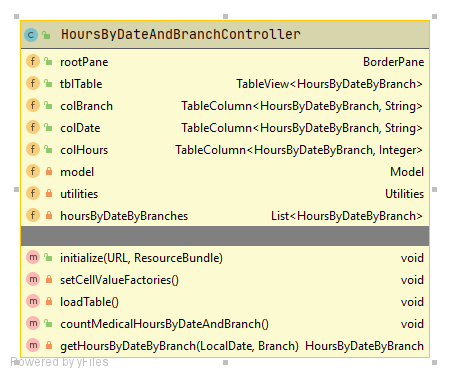 C HoursByDateAndBranchController
f rootPane BorderPane
f tblTable TableView<HoursByDateByBranch>
f colBranch TableColumn<HoursByDateByBranch, String>
f colDate TableColumn<HoursByDateByBranch, String>
f colHours TableColumn<HoursByDateByBranch, Integer>
f model Model
f utilities Utilities
f hoursByDateByBranches List<HoursByDateByBranch>
m initialize(URL, ResourceBundle) void
m setCellValueFactories() void
m loadTable() void
m countMedicalHoursByDateAndBranch() void
m getHoursByDateByBranch(LocalDate, Branch) HoursByDateByBranch
Powered by yFiles